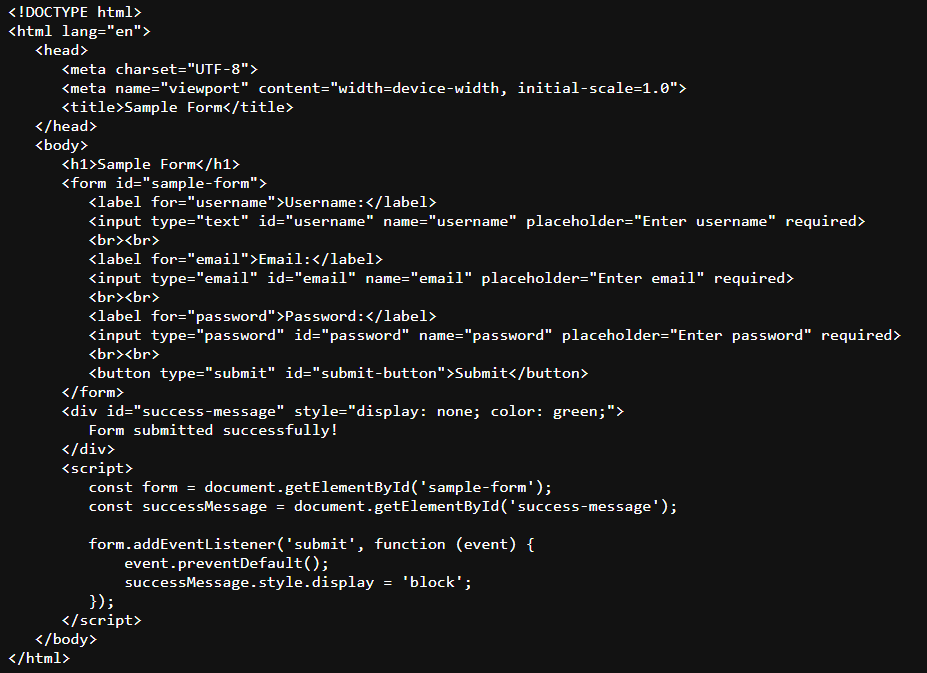 <!DOCTYPE html>
<html lang="en">
   <head>
      <meta charset="UTF-8">
      <meta name="viewport" content="width=device-width, initial-scale=1.0">
      <title>Sample Form</title>
   </head>
   <body>
      <h1>Sample Form</h1>
      <form id="sample-form">
         <label for="username">Username:</label>
         <input type="text" id="username" name="username" placeholder="Enter username" required>
         <br><br>
         <label for="email">Email:</label>
         <input type="email" id="email" name="email" placeholder="Enter email" required>
         <br><br>
         <label for="password">Password:</label>
         <input type="password" id="password" name="password" placeholder="Enter password" required>
         <br><br>
         <button type="submit" id="submit-button">Submit</button>
      </form>
      <div id="success-message" style="display: none; color: green;">
         Form submitted successfully!
      </div>
      <script>
         const form = document.getElementById('sample-form');
         const successMessage = document.getElementById('success-message');

         form.addEventListener('submit', function (event) {
             event.preventDefault();
             successMessage.style.display = 'block';
         });
      </script>
   </body>
</html>